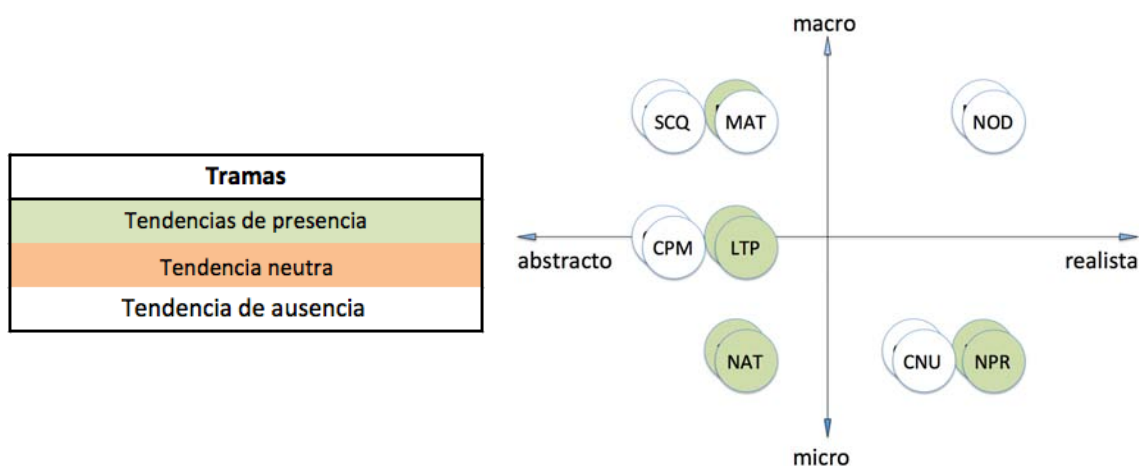 Tramas
Tendencias de presencia
Tendencia neutra
Tendencia de ausencia
macro
SCQ MAT NOD
CPM LTP
abstracto realista
NAT CNU NPR
micro